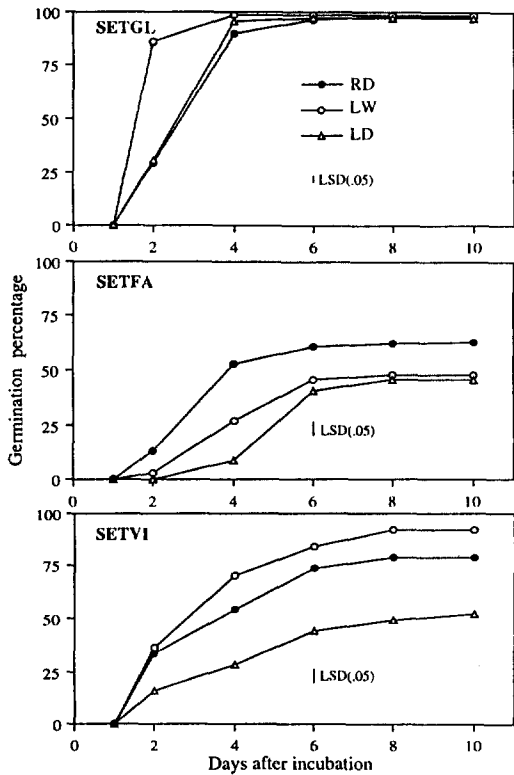 100
75
50
25
0
SETGL
RD
LW
LD
LSD(.05)
0 2 4 6 8 10
100
75
50
25
0
SETFA
LSD(.05)
0 2 4 6 8 10
100
75
50
25
0
SETVI
LSD(.05)
0 2 4 6 8 10
Germination percentage
Days after incubation